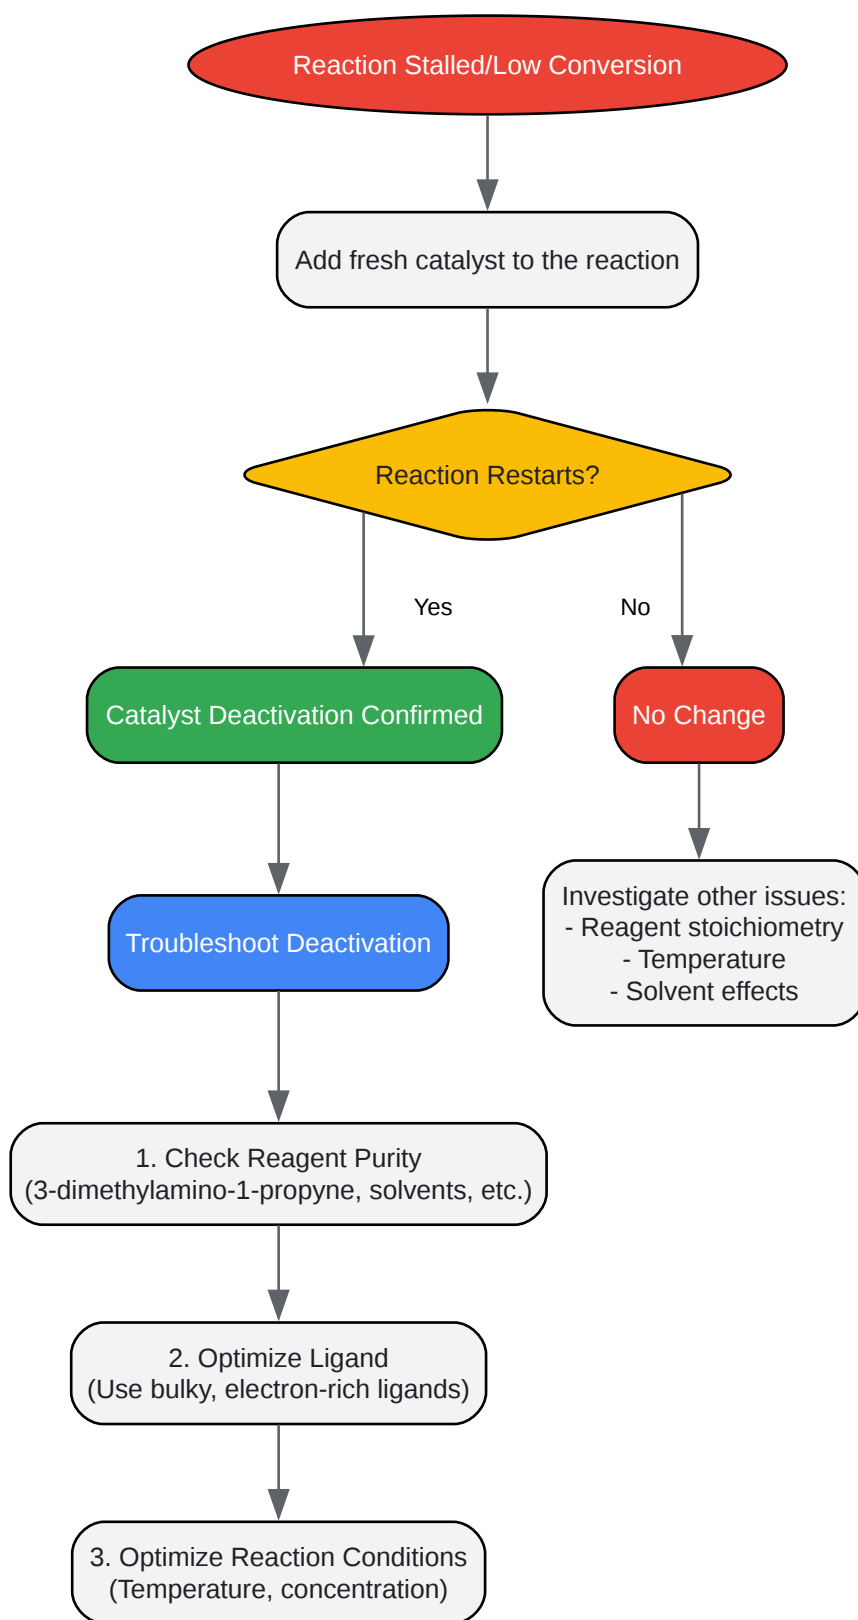 Reaction Stalled/Low Conversion
Add fresh catalyst to the reaction
Reaction Restarts?
Yes
No
Catalyst Deactivation Confirmed
No Change
Investigate other issues:
- Reagent stoichiometry
- Temperature
- Solvent effects
Troubleshoot Deactivation
1. Check Reagent Purity
(3-dimethylamino-1-propyne, solvents, etc.)
2. Optimize Ligand
(Use bulky, electron-rich ligands)
3. Optimize Reaction Conditions
(Temperature, concentration)